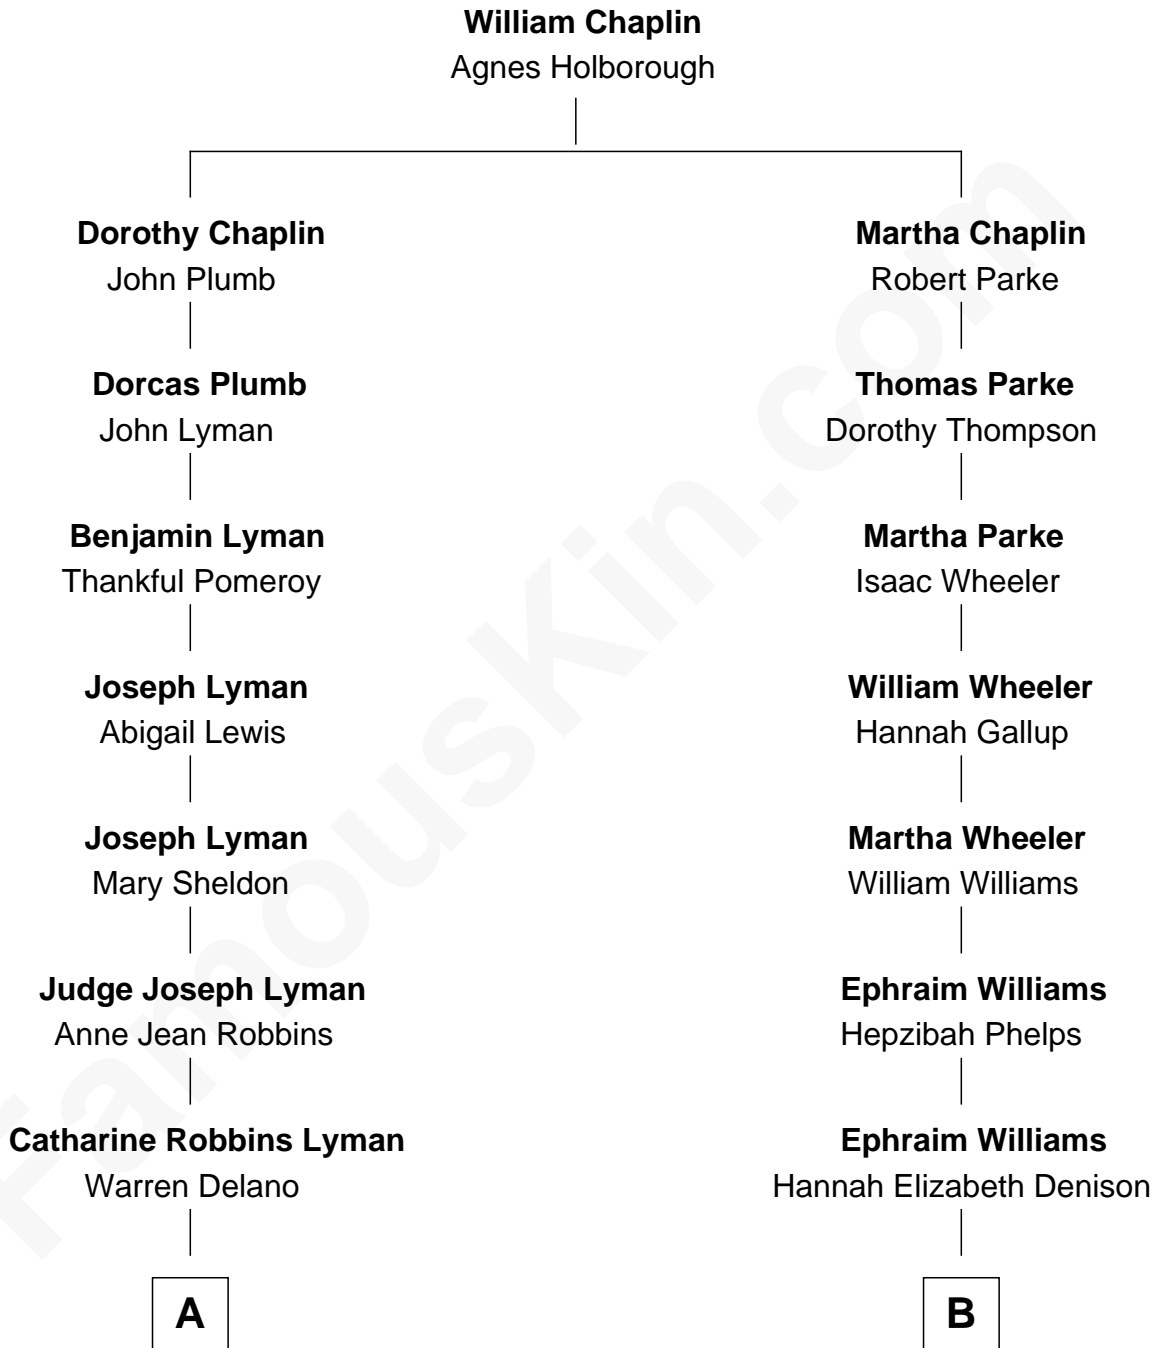 William Chaplin
Agnes Holborough
Dorothy Chaplin
John Plumb
Martha Chaplin
Robert Parke
Dorcas Plumb
John Lyman
Thomas Parke
Dorothy Thompson
Benjamin Lyman
Thankful Pomeroy
Martha Parke
Isaac Wheeler
Joseph Lyman
Abigail Lewis
William Wheeler
Hannah Gallup
Joseph Lyman
Mary Sheldon
Martha Wheeler
William Williams
Judge Joseph Lyman
Anne Jean Robbins
Ephraim Williams
Hepzibah Phelps
Catharine Robbins Lyman
Warren Delano
Ephraim Williams
Hannah Elizabeth Denison
A
B
FamousKin.com